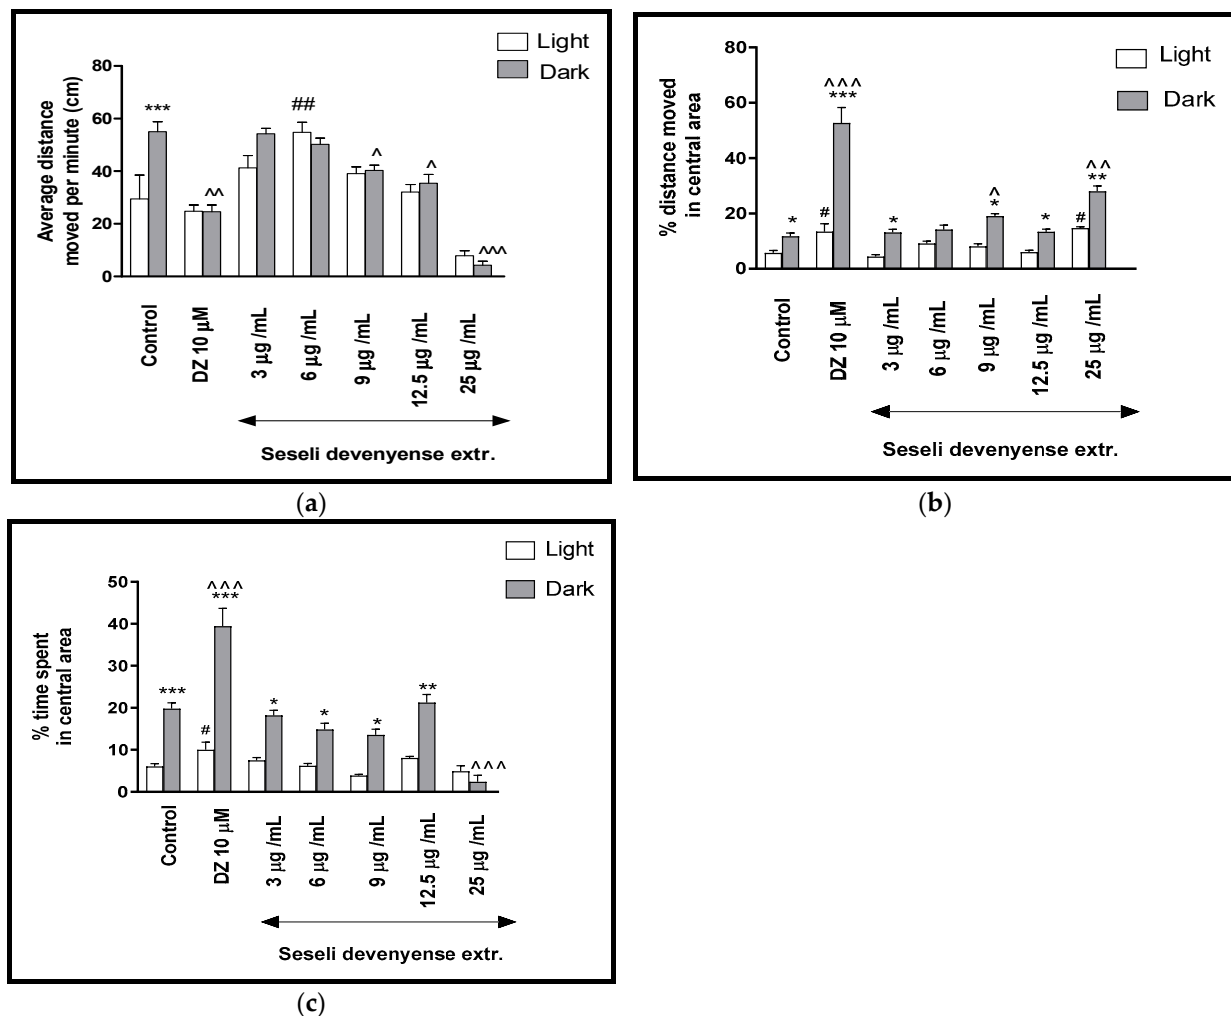 Light
Dark
Average distance
moved per minute (cm)
80
60
40
20
0
***
^^
##
^
^
^^^
Control
DZ 10 µM
3 µg /mL
6 µg /mL
9 µg /mL
12.5 µg /mL
25 µg /mL
Seseli devenyense extr.
(a)
Light
Dark
% distance moved
in central area
80
60
40
20
0
*
#
^^^
***
*
^
*
*
#
^^
**
Control
DZ 10 µM
3 µg /mL
6 µg /mL
9 µg /mL
12.5 µg /mL
25 µg /mL
Seseli devenyense extr.
(b)
Light
Dark
% time spent
in central area
50
40
30
20
10
0
***
#
^^^
***
*
*
*
**
^^^
Control
DZ 10 µM
3 µg /mL
6 µg /mL
9 µg /mL
12.5 µg /mL
25 µg /mL
Seseli devenyense extr.
(c)